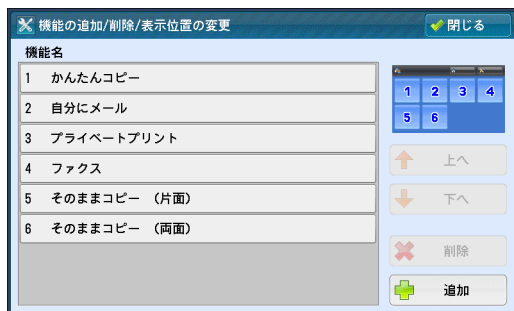 機能の追加/削除/表示位置の変更
閉じる
機能名
1 かんたんコピー
2 自分にメール
3 プライベートプリント
4 ファクス
5 そのままコピー （片面）
6 そのままコピー （両面）
1 2 3 4
5 6
上へ
下へ
削除
追加